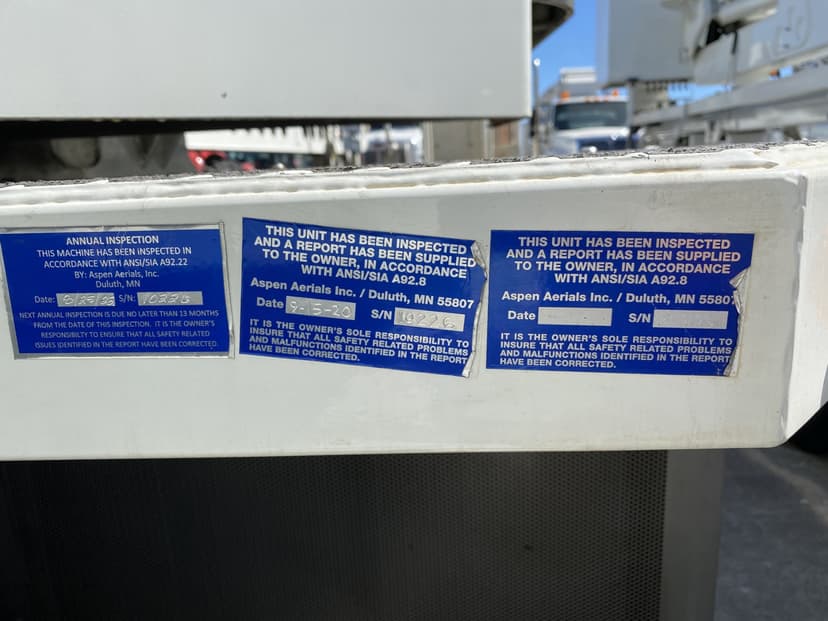 ANNUAL INSPECTION
THIS MACHINE HAS BEEN INSPECTED IN
ACCORDANCE WITH ANSI/SIA A92.22
BY: Aspen Aerials, Inc.
Duluth, MN
Date: S/N:
NEXT ANNUAL INSPECTION IS DUE NO LATER THAN 13 MONTHS
FROM THE DATE OF THIS INSPECTION. IT IS THE OWNER'S
RESPONSIBILTY TO ENSURE THAT ALL SAFETY RELATED
ISSUES IDENTIFIED IN THE REPORT HAVE BEEN CORRECTED.
THIS UNIT HAS BEEN INSPECTED
AND A REPORT HAS BEEN SUPPLIED
TO THE OWNER, IN ACCORDANCE
WITH ANSI/SIA A92.8
Aspen Aerials Inc. / Duluth, MN 55807
Date 9-15-20 S/N
IT IS THE OWNER'S SOLE RESPONSIBILITY TO
INSURE THAT ALL SAFETY RELATED PROBLEMS
AND MALFUNCTIONS IDENTIFIED IN THE REPORT
HAVE BEEN CORRECTED.
THIS UNIT HAS BEEN INSPECTED
AND A REPORT HAS BEEN SUPPLIED
TO THE OWNER, IN ACCORDANCE
WITH ANSI/SIA A92.8
Aspen Aerials Inc. / Duluth, MN 55807
Date S/N
IT IS THE OWNER'S SOLE RESPONSIBILITY TO
INSURE THAT ALL SAFETY RELATED PROBLEMS
AND MALFUNCTIONS IDENTIFIED IN THE REPORT
HAVE BEEN CORRECTED.